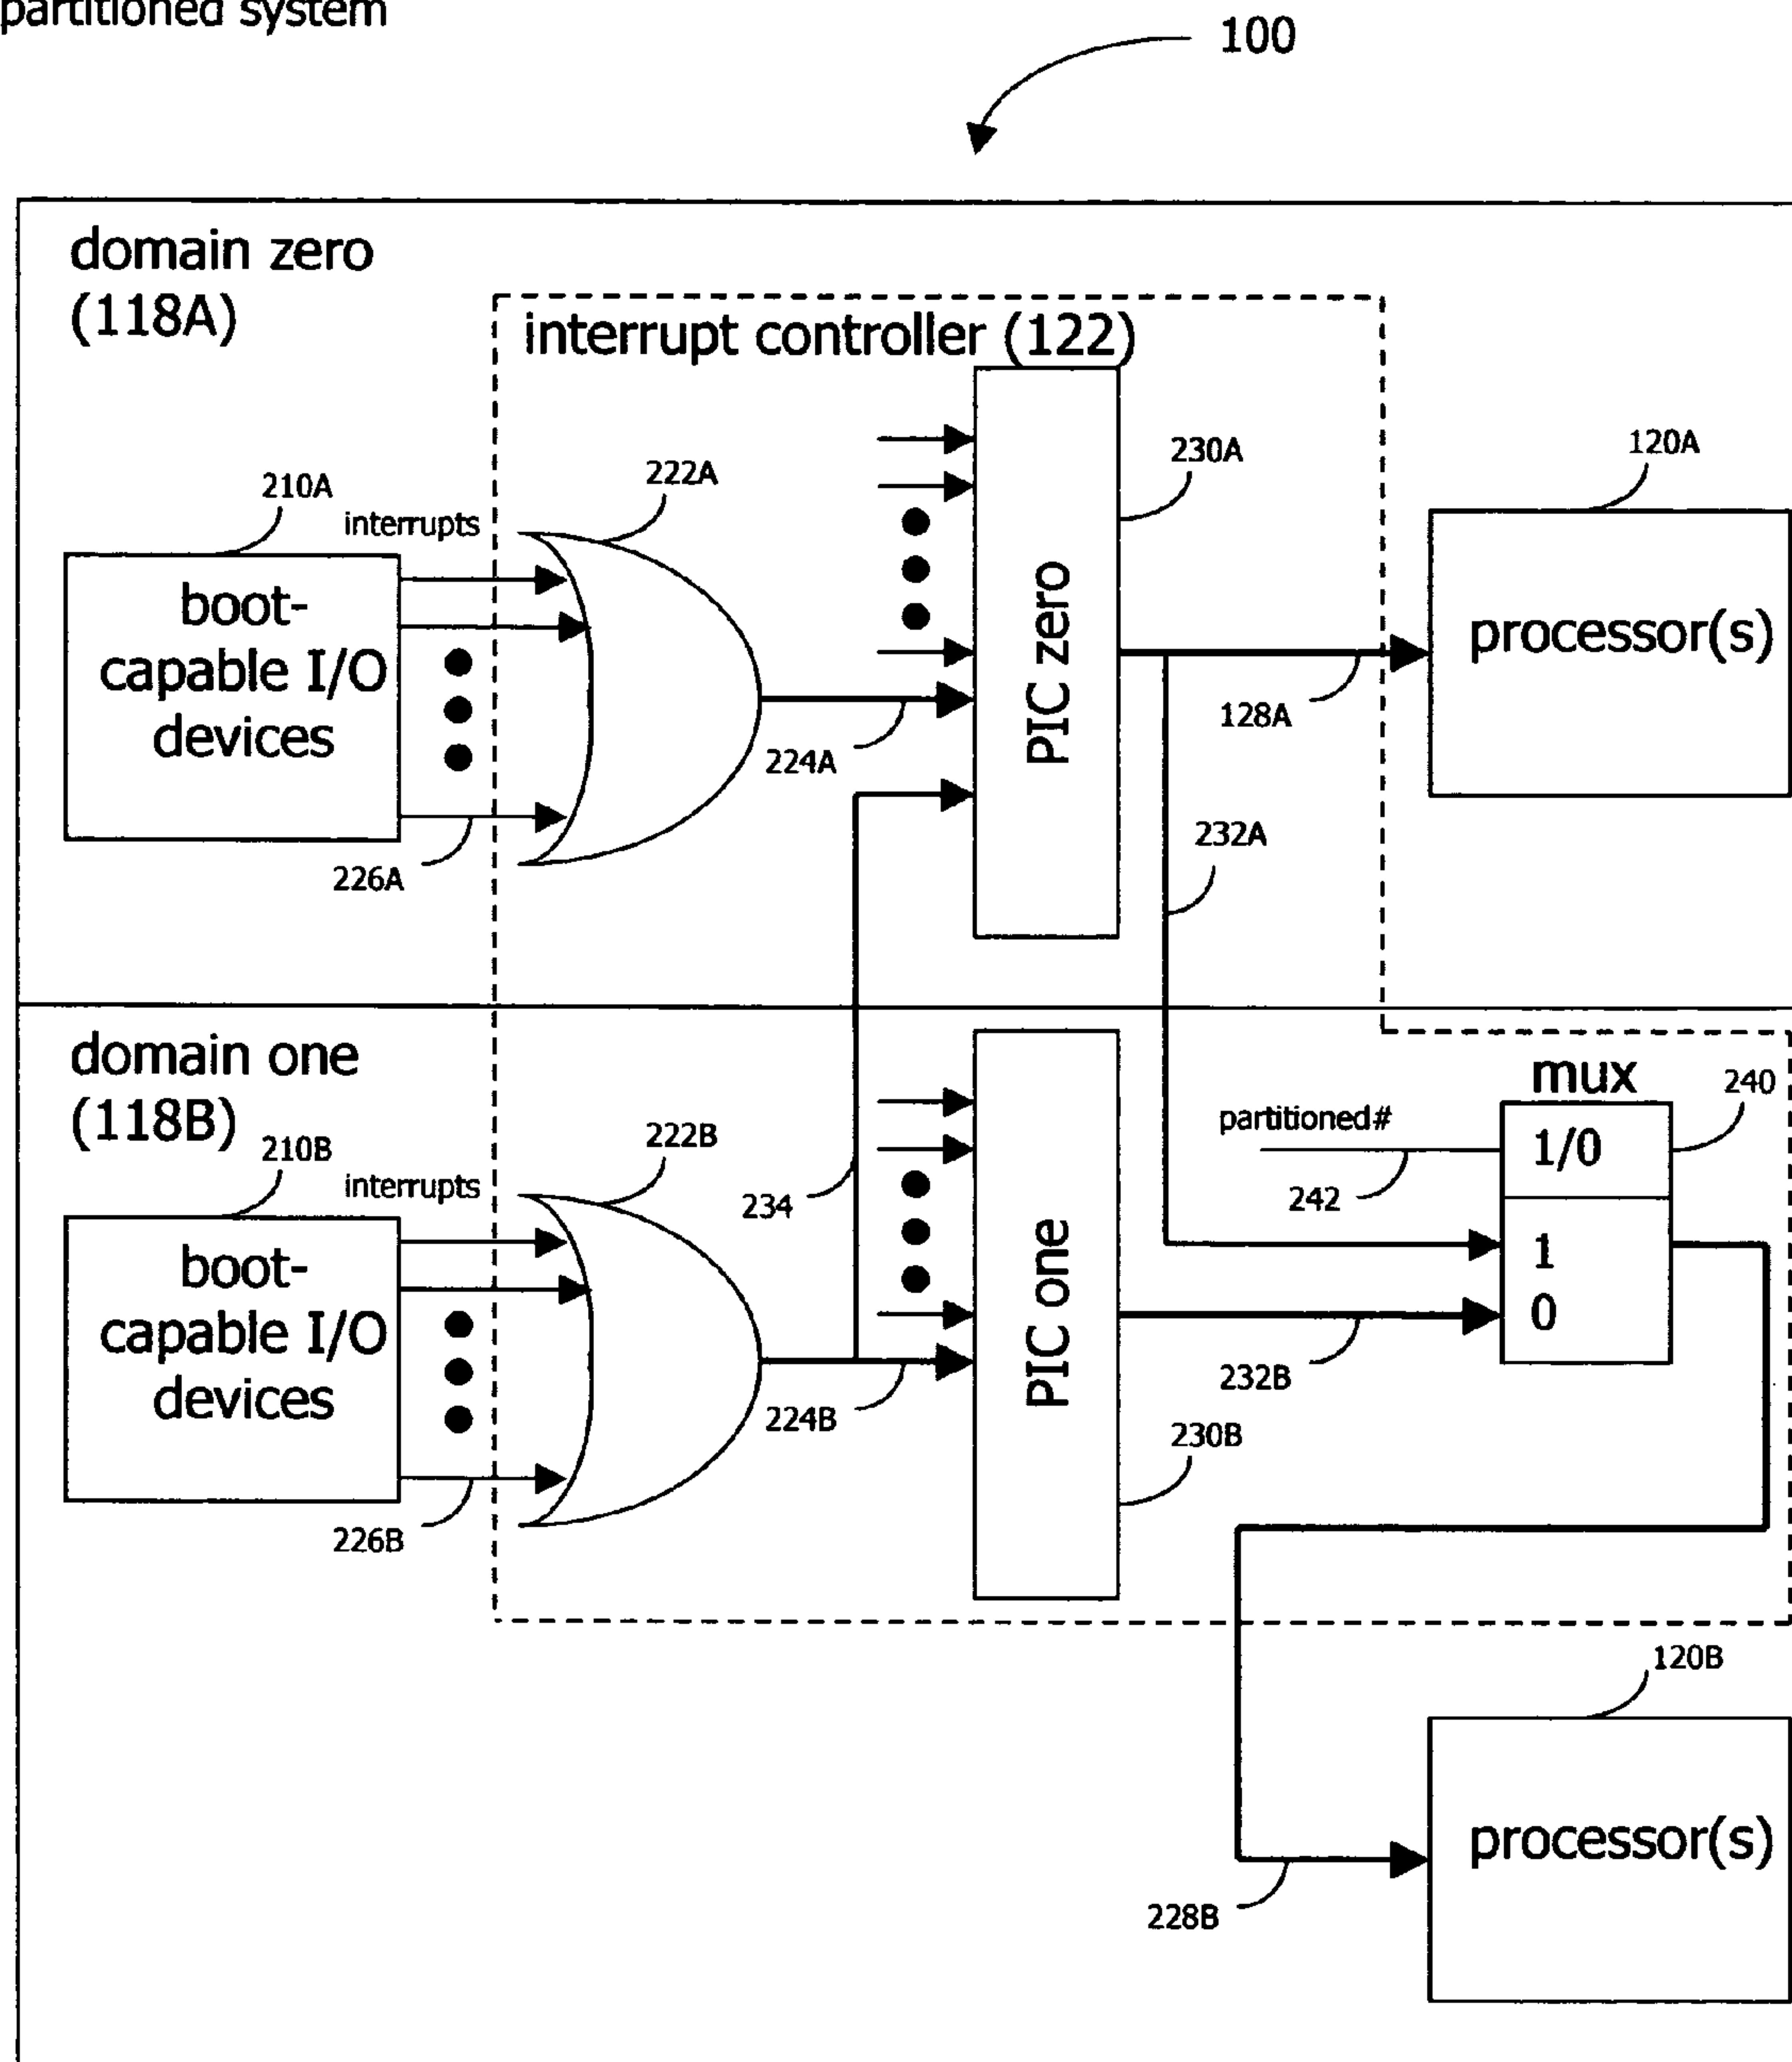 partitioned system
100
domain zero
(118A)
interrupt controller (122)
210A
interrupts
222A
230A
120A
boot-
capable I/O
devices
PIC zero
processor(s)
224A
128A
226A
232A
domain one
(118B)
210B
interrupts
222B
234
partitioned#
242
mux
240
1/0
1
0
boot-
capable I/O
devices
PIC one
224B
232B
230B
226B
120B
processor(s)
228B